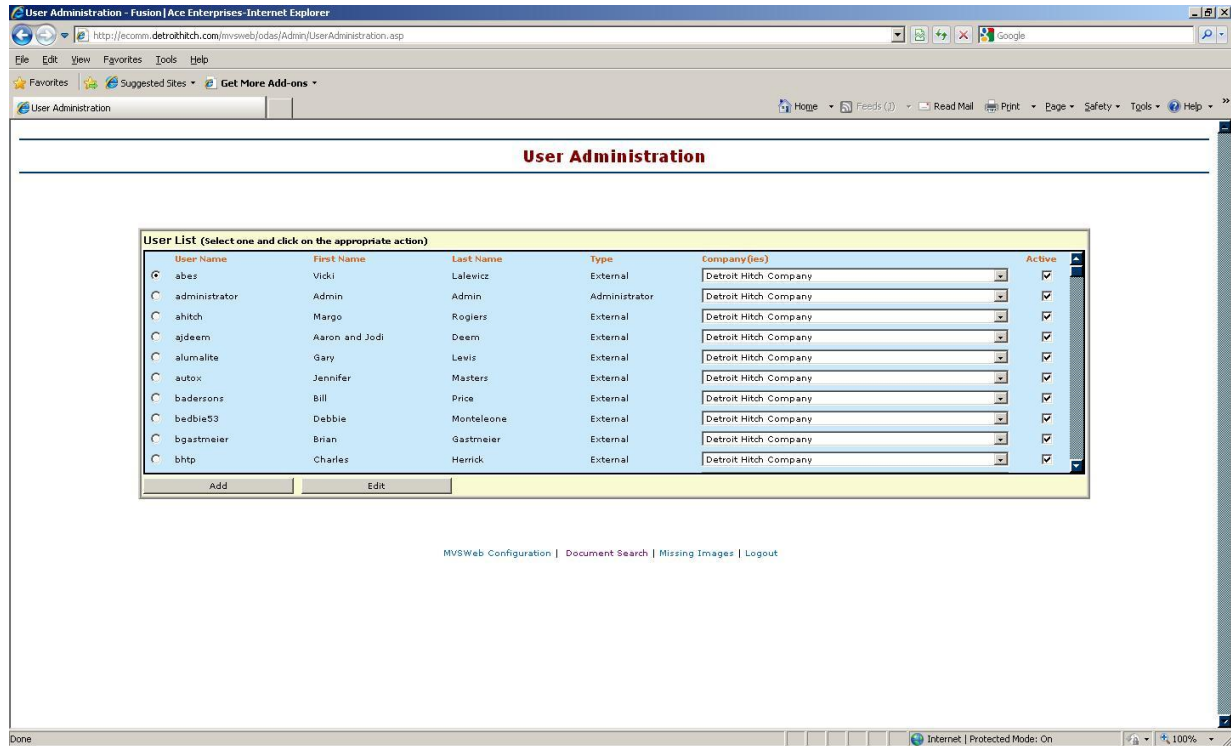 User Administration - Fusion | Ace Enterprises-Internet Explorer
http://ecomm.detroithitch.com/mvsweb/odas/Admin/UserAdministration.asp
Google
File Edit View Favorites Tools Help
Favorites Suggested Sites Get More Add-ons
User Administration
Home Feeds (J) Read Mail Print Page Safety Tools Help
User Administration
User List (Select one and click on the appropriate action)
User Name First Name Last Name Type Company(ies) Active
abes Vicki Lalewicz External Detroit Hitch Company
administrator Admin Admin Administrator Detroit Hitch Company
ahitch Margo Rogiers External Detroit Hitch Company
ajdeem Aaron and Jodi Deem External Detroit Hitch Company
alumalite Gary Lewis External Detroit Hitch Company
autox Jennifer Masters External Detroit Hitch Company
badersons Bill Price External Detroit Hitch Company
bedbie53 Debbie Monteleone External Detroit Hitch Company
bgastmeier Brian Gastmeier External Detroit Hitch Company
bhtp Charles Herrick External Detroit Hitch Company
Add Edit
MVSWeb Configuration | Document Search | Missing Images | Logout
Done Internet | Protected Mode: On 100%